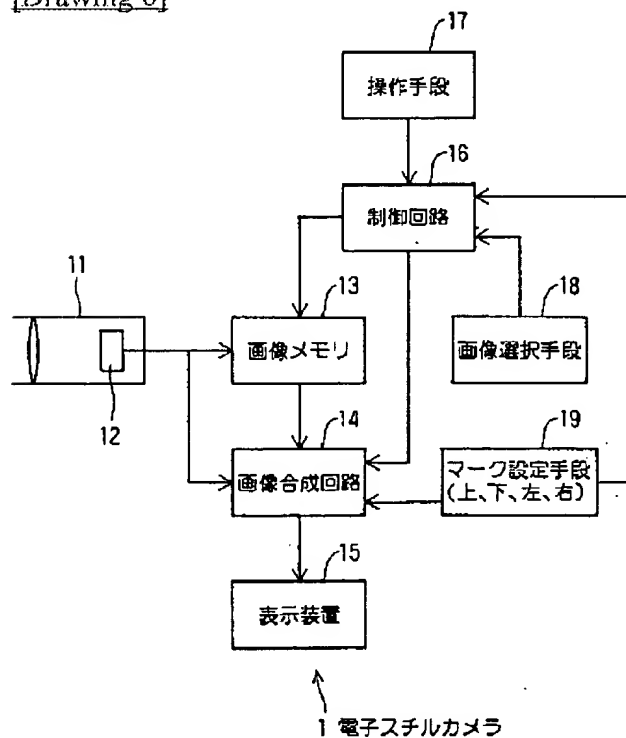 [Drawing 6]
17
操作手段
16
制御回路
11
13
18
画像メモリ
画像選択手段
12
14
19
画像合成回路
マーク設定手段
(上、下、左、右)
15
表示装置
1 電子スチルカメラ